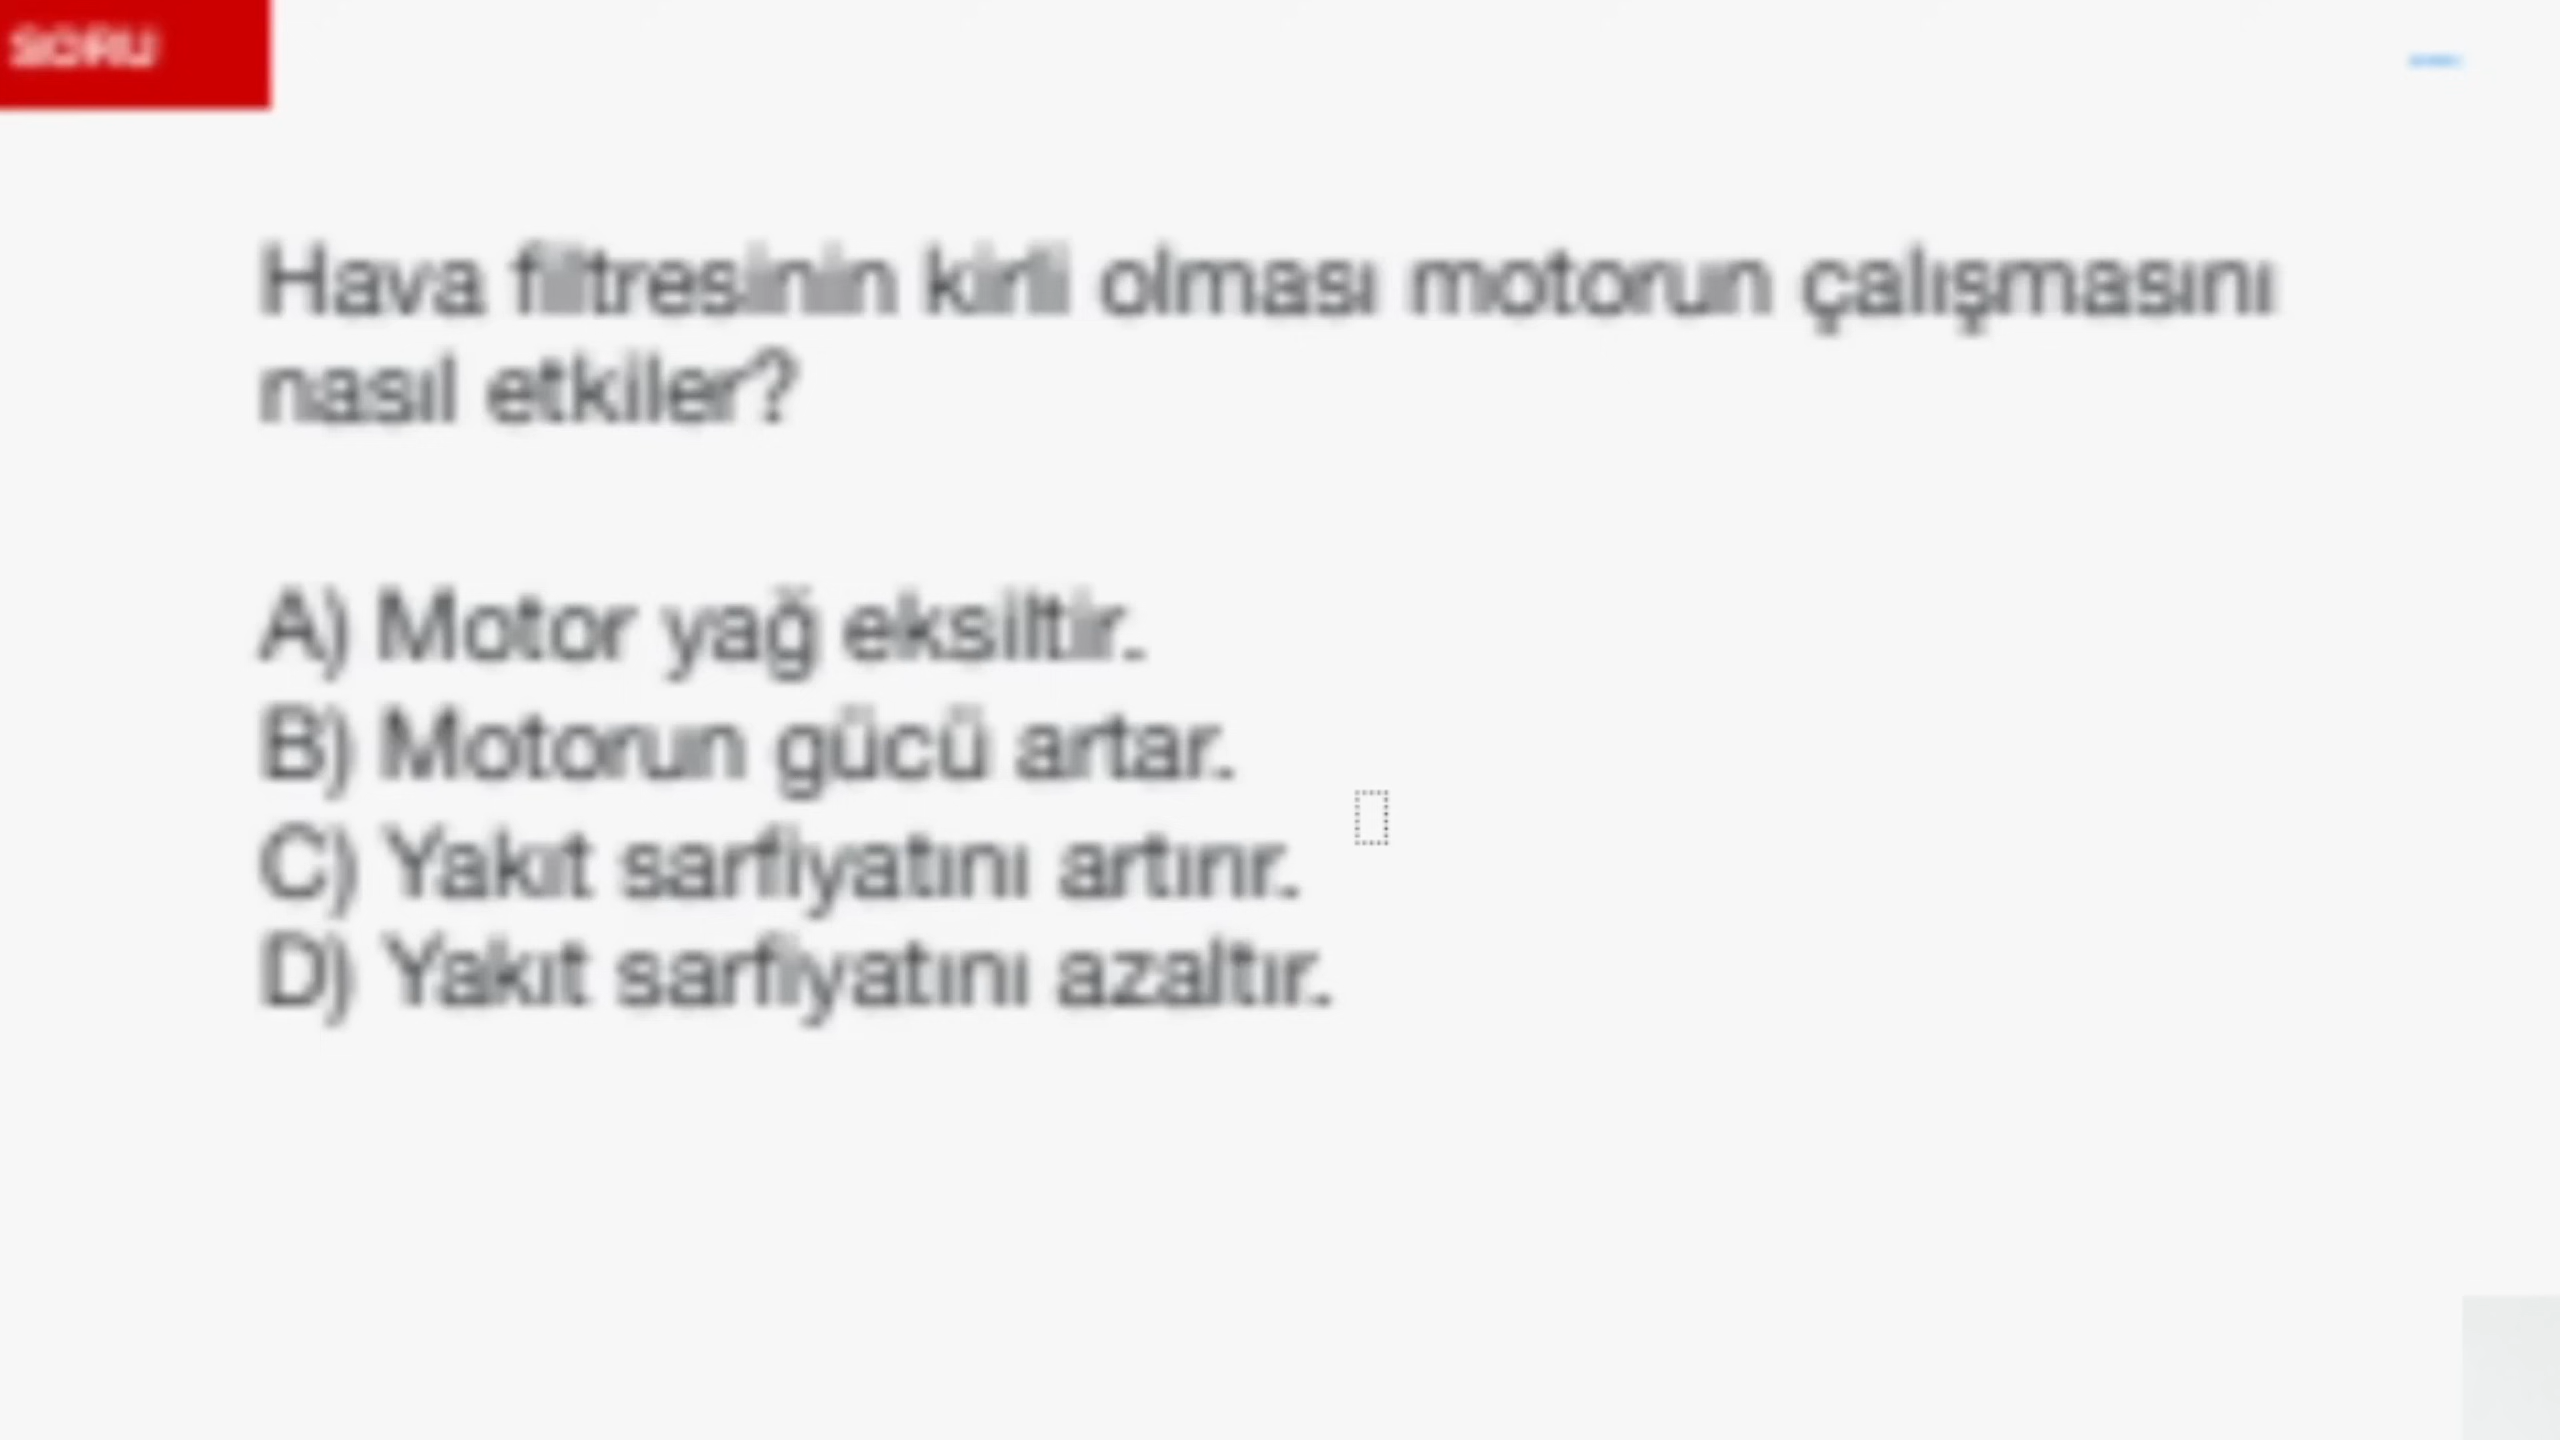 SORU
Hava filtresinin kirli olması motorun çalışmasını
nasıl etkiler?
A) Motor yağ eksiltir.
B) Motorun gücü artar.
C) Yakıt sarfiyatını artırır.
D) Yakıt sarfiyatını azaltır.